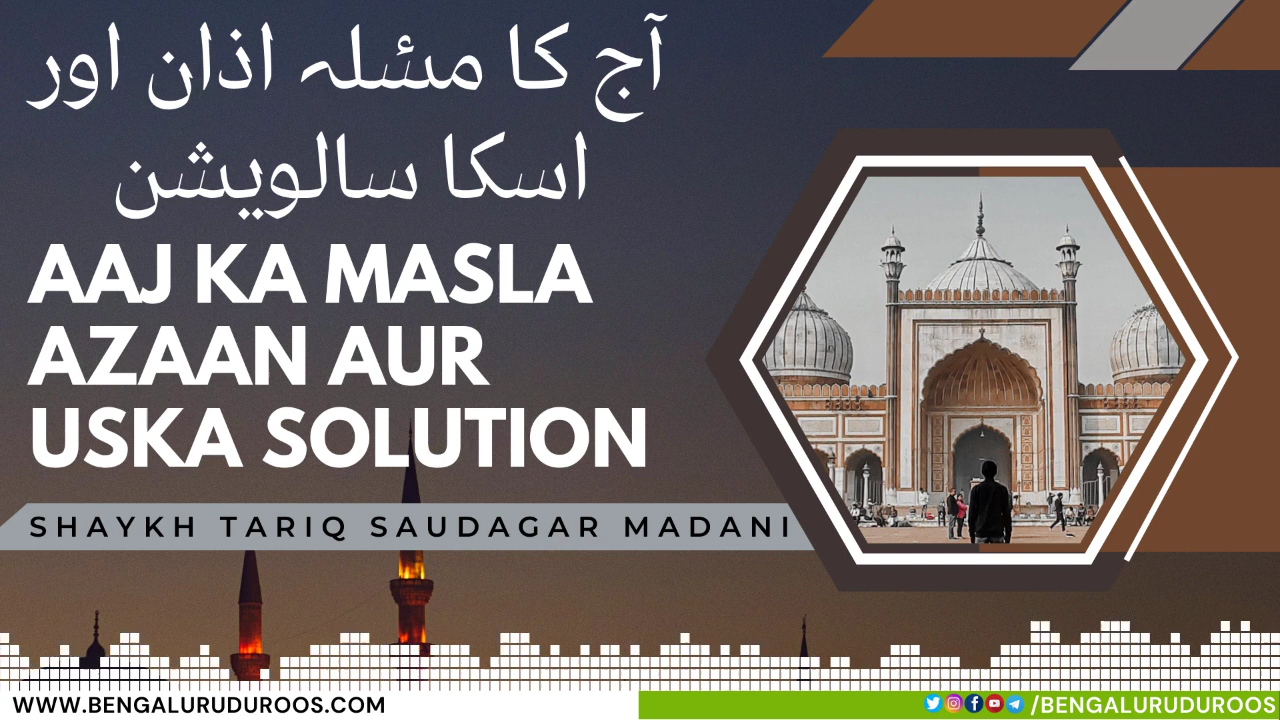 آج کا مسئلہ اذان اور
اسکا سالویشن
AAJ KA MASLA
AZAAN AUR
USKA SOLUTION
SHAYKH TARIQ SAUDAGAR MADANI
WWW.BENGALURUDUROOS.COM
/BENGALURUDUROOS